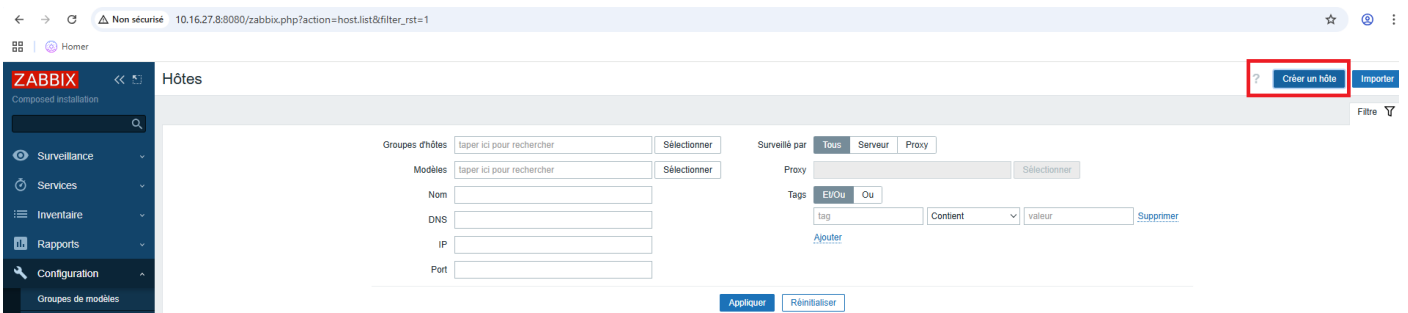 Non sécurisé 10.16.27.8:8080/zabbix.php?action=host.list&filter_rst=1
Homer
ZABBIX Hôtes ? Créer un hôte Importer
Composed installation
Filtre
Groupes d'hôtes taper ici pour rechercher Sélectionner Surveillé par Tous Serveur Proxy
Surveillance
Modèles taper ici pour rechercher Sélectionner Proxy Sélectionner
Services
Nom Tags Et/Ou Ou
Inventaire
DNS tag Contient valeur Supprimer
Rapports
IP Ajouter
Configuration
Port
Groupes de modèles
Appliquer Réinitialiser